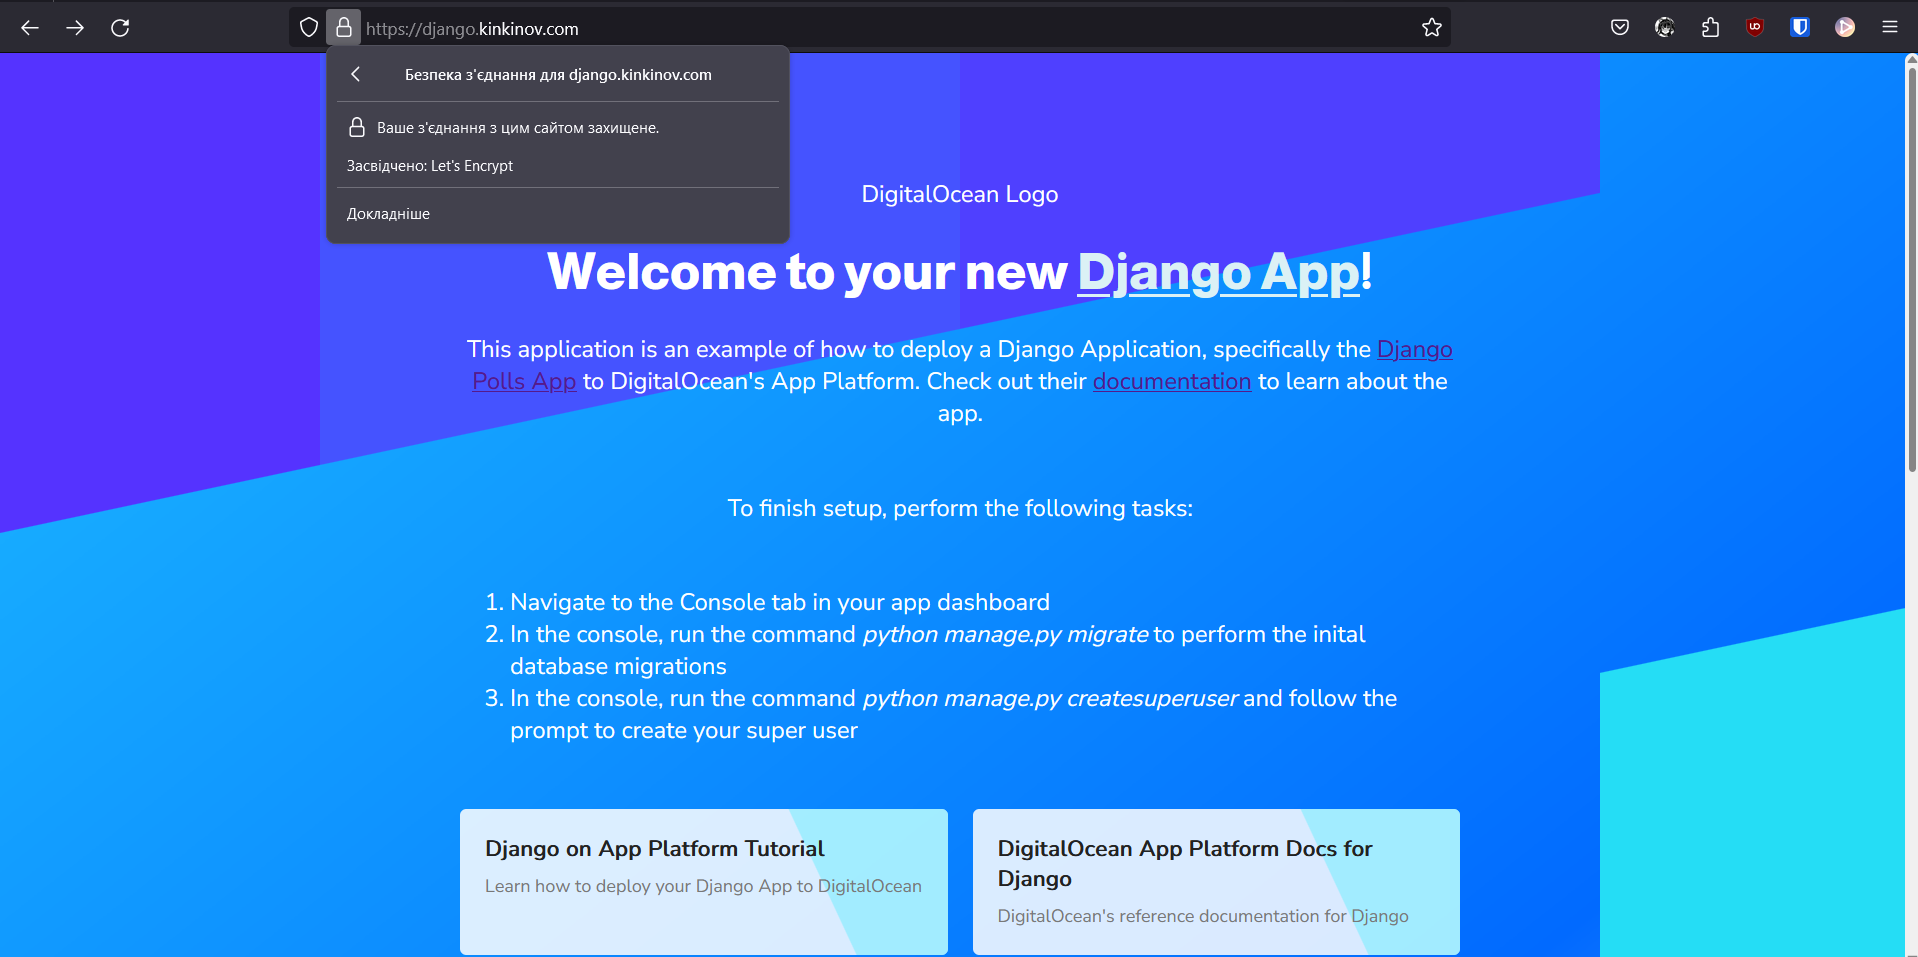 https://django.kinkinov.com
Безпека з'єднання для django.kinkinov.com
Ваше з'єднання з цим сайтом захищене.
Засвідчено: Let's Encrypt
Докладніше
DigitalOcean Logo
Welcome to your new Django App!
This application is an example of how to deploy a Django Application, specifically the Django
Polls App to DigitalOcean's App Platform. Check out their documentation to learn about the
app.
To finish setup, perform the following tasks:
1. Navigate to the Console tab in your app dashboard
2. In the console, run the command python manage.py migrate to perform the inital
database migrations
3. In the console, run the command python manage.py createsuperuser and follow the
prompt to create your super user
Django on App Platform Tutorial
Learn how to deploy your Django App to DigitalOcean
DigitalOcean App Platform Docs for
Django
DigitalOcean's reference documentation for Django